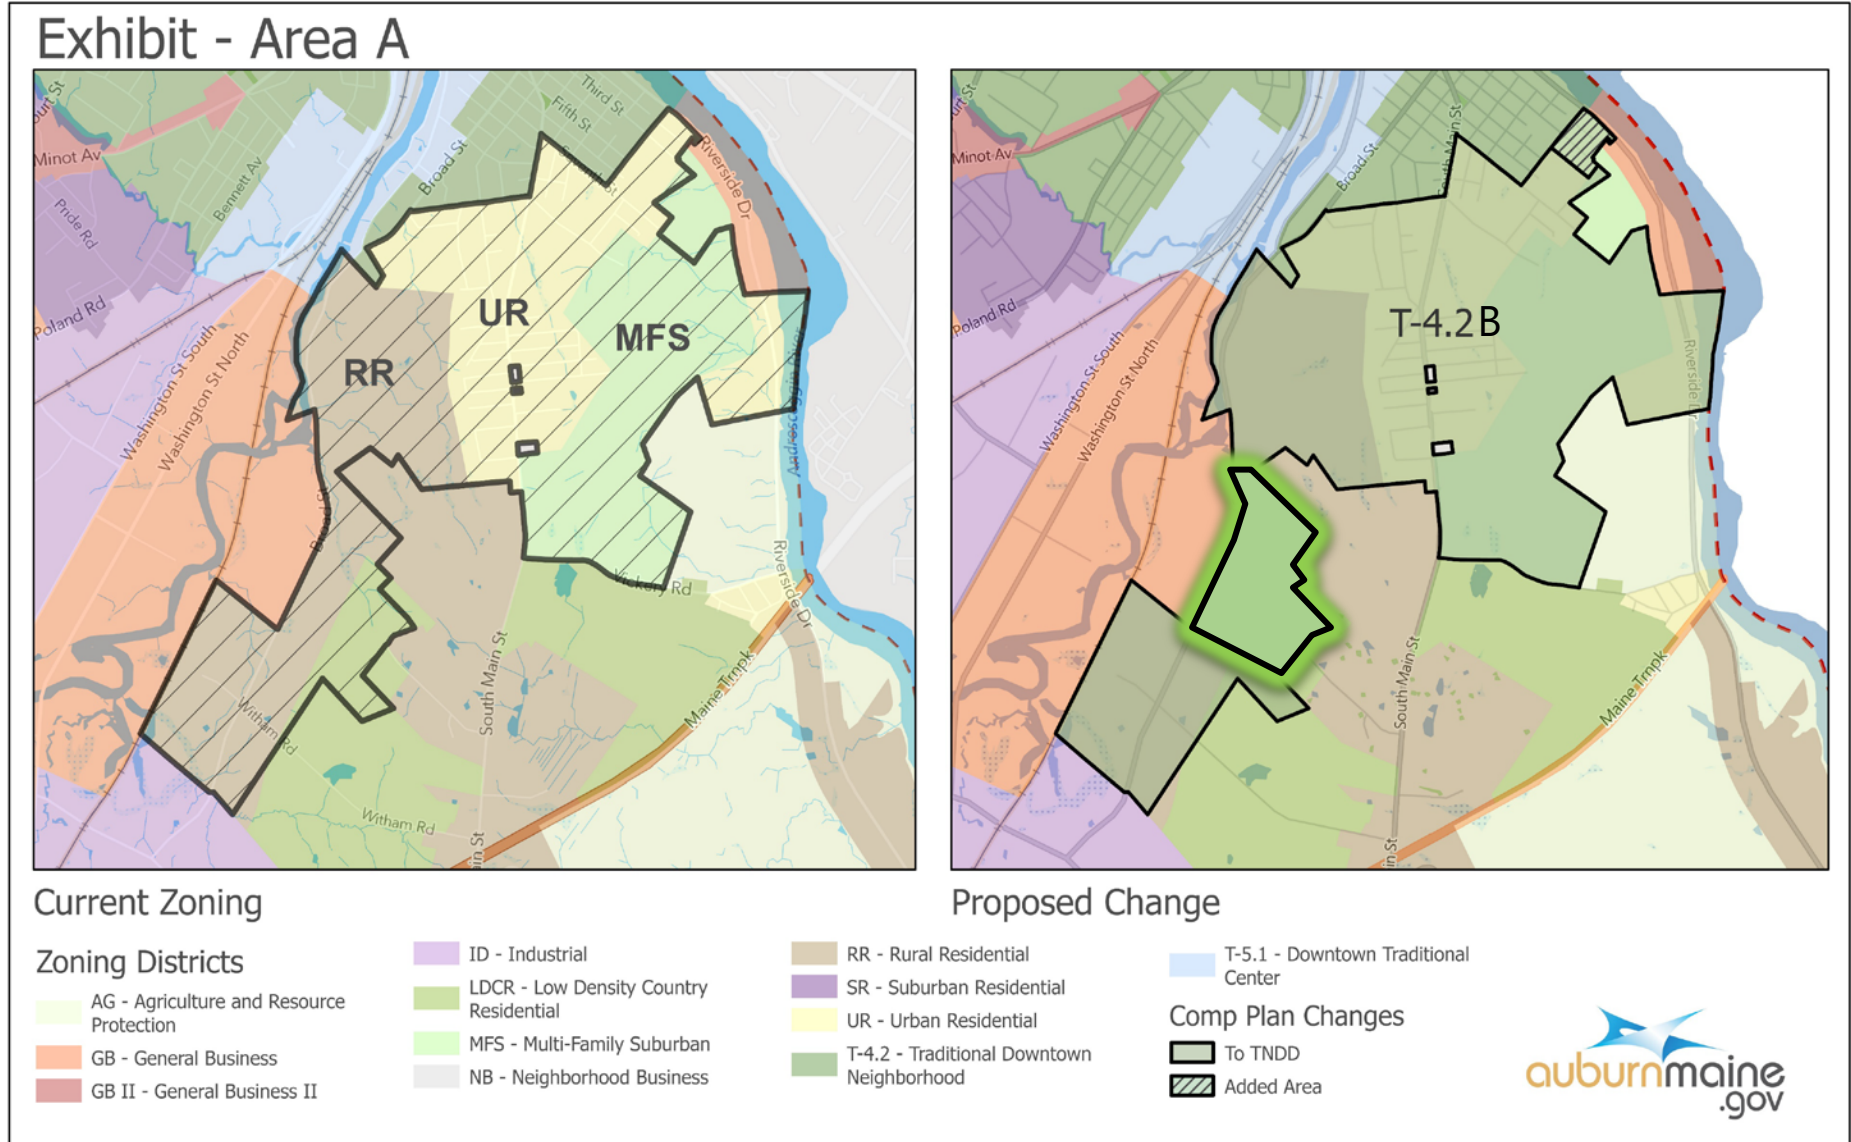 Exhibit - Area A
Third St
Fifth St
Minot Av
Bennett Av
Broad St
Riverside Dr
Pride Rd
Poland Rd
Washington St South
Washington St North
UR
MFS
RR
Vickery Rd
Riverside Dr
South Main St
Maine Trnpk
Witham Rd
Witham Rd
in St
South Main St
Broad St
Minot Av
Poland Rd
Washington St South
Washington St North
T-4.2 B
South Main St
Maine Trnpk
in St
Current Zoning
Proposed Change
Zoning Districts
AG - Agriculture and Resource
Protection
GB - General Business
GB II - General Business II
ID - Industrial
LDCR - Low Density Country
Residential
MFS - Multi-Family Suburban
NB - Neighborhood Business
RR - Rural Residential
SR - Suburban Residential
UR - Urban Residential
T-4.2 - Traditional Downtown
Neighborhood
T-5.1 - Downtown Traditional
Center
Comp Plan Changes
To TNDD
Added Area
auburnmaine
.gov